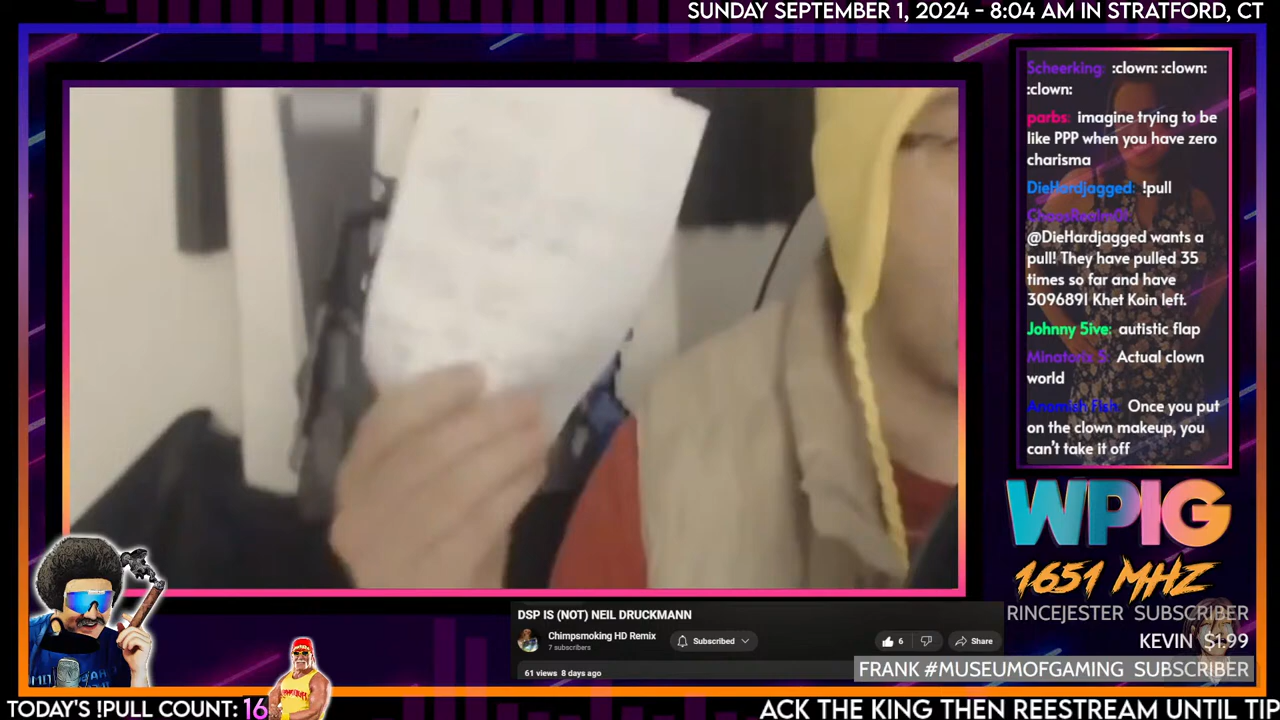 SUNDAY SEPTEMBER 1, 2024 - 8:04 AM IN STRATFORD, CT
Scheerking: :clown: :clown:
:clown:
parbs: imagine trying to be
like PPP when you have zero
charisma
DieHardjagged: !pull
ChaosRealm01:
@DieHardjagged wants a
pull! They have pulled 35
times so far and have
3096891 Khet Koin left.
Johnny 5ive: autistic flap
Minatorix S: Actual clown
world
Anamish Fish: Once you put
on the clown makeup, you
can't take it off
WPIG
1651 MHZ
RINCEJESTER SUBSCRIBER
KEVIN $1.99
FRANK #MUSEUMOFGAMING SUBSCRIBER
DSP IS (NOT) NEIL DRUCKMANN
Chimpsmoking HD Remix
7 subscribers
Subscribed
6
Share
61 views 8 days ago
TODAY'S !PULL COUNT: 16
ACK THE KING THEN REESTREAM UNTIL TIP